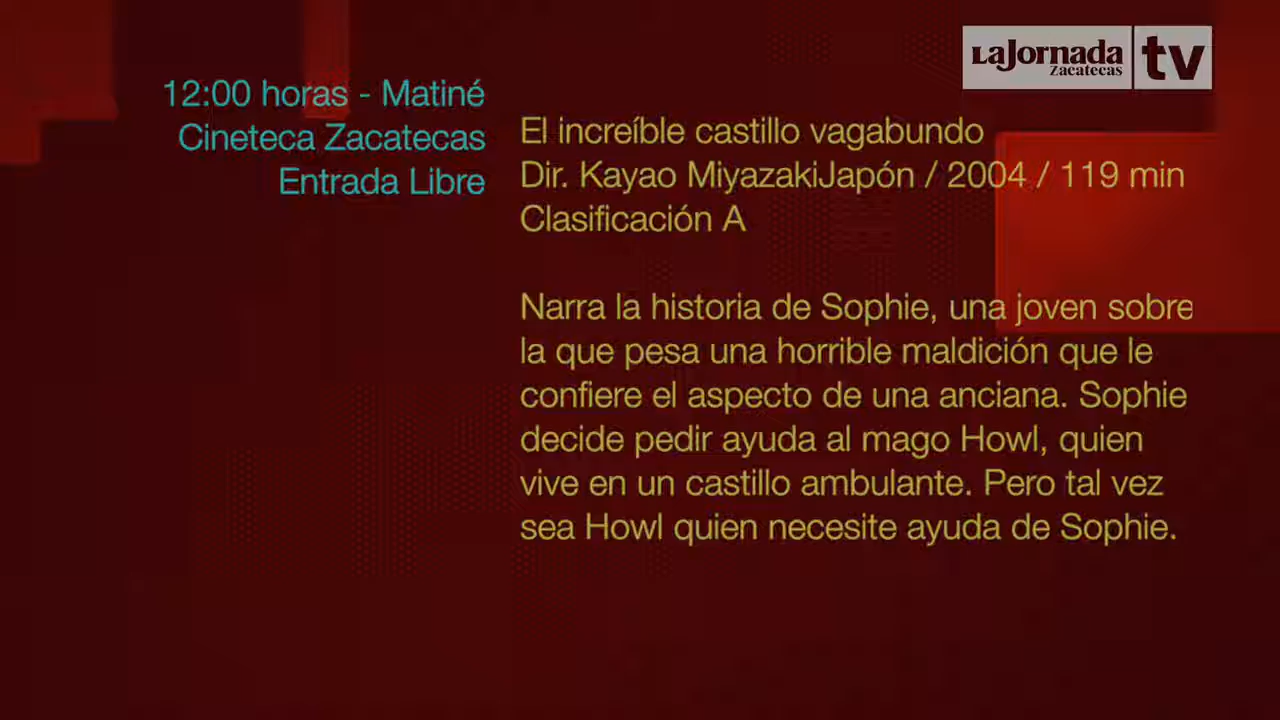 LaJornada
Zacatecas
tv
12:00 horas - Matiné
Cineteca Zacatecas
Entrada Libre
El increíble castillo vagabundo
Dir. Kayao MiyazakiJapón / 2004 / 119 min
Clasificación A
Narra la historia de Sophie, una joven sobre
la que pesa una horrible maldición que le
confiere el aspecto de una anciana. Sophie
decide pedir ayuda al mago Howl, quien
vive en un castillo ambulante. Pero tal vez
sea Howl quien necesite ayuda de Sophie.